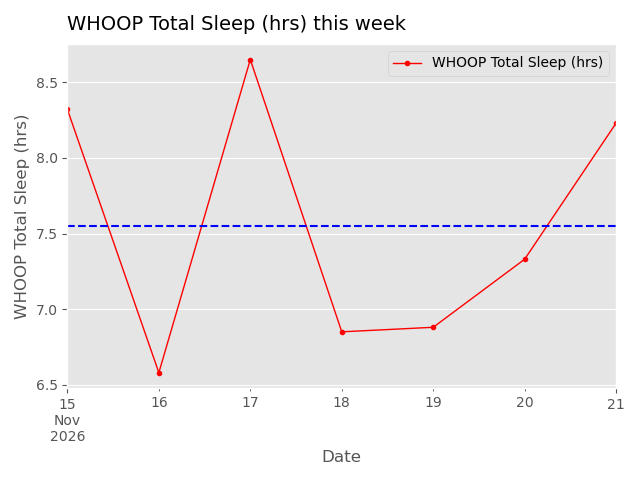 WHOOP Total Sleep (hrs) this week
WHOOP Total Sleep (hrs)
WHOOP Total Sleep (hrs)
8.5
8.0
7.5
7.0
6.5
15 16 17 18 19 20 21
Nov
2026
Date